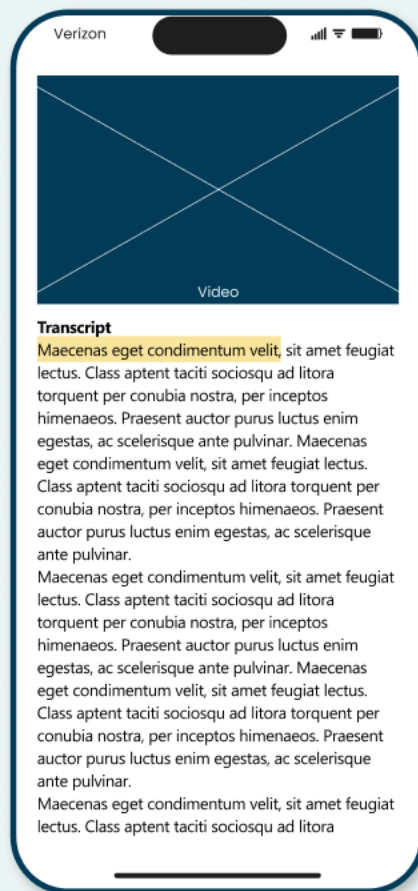 Verizon
Video
Transcript
Maecenas eget condimentum velit, sit amet feugiat
lectus. Class aptent taciti sociosqu ad litora
torquent per conubia nostra, per inceptos
himenaeos. Praesent auctor purus luctus enim
egestas, ac scelerisque ante pulvinar. Maecenas
eget condimentum velit, sit amet feugiat lectus.
Class aptent taciti sociosqu ad litora torquent per
conubia nostra, per inceptos himenaeos. Praesent
auctor purus luctus enim egestas, ac scelerisque
ante pulvinar.
Maecenas eget condimentum velit, sit amet feugiat
lectus. Class aptent taciti sociosqu ad litora
torquent per conubia nostra, per inceptos
himenaeos. Praesent auctor purus luctus enim
egestas, ac scelerisque ante pulvinar. Maecenas
eget condimentum velit, sit amet feugiat lectus.
Class aptent taciti sociosqu ad litora torquent per
conubia nostra, per inceptos himenaeos. Praesent
auctor purus luctus enim egestas, ac scelerisque
ante pulvinar.
Maecenas eget condimentum velit, sit amet feugiat
lectus. Class aptent taciti sociosqu ad litora